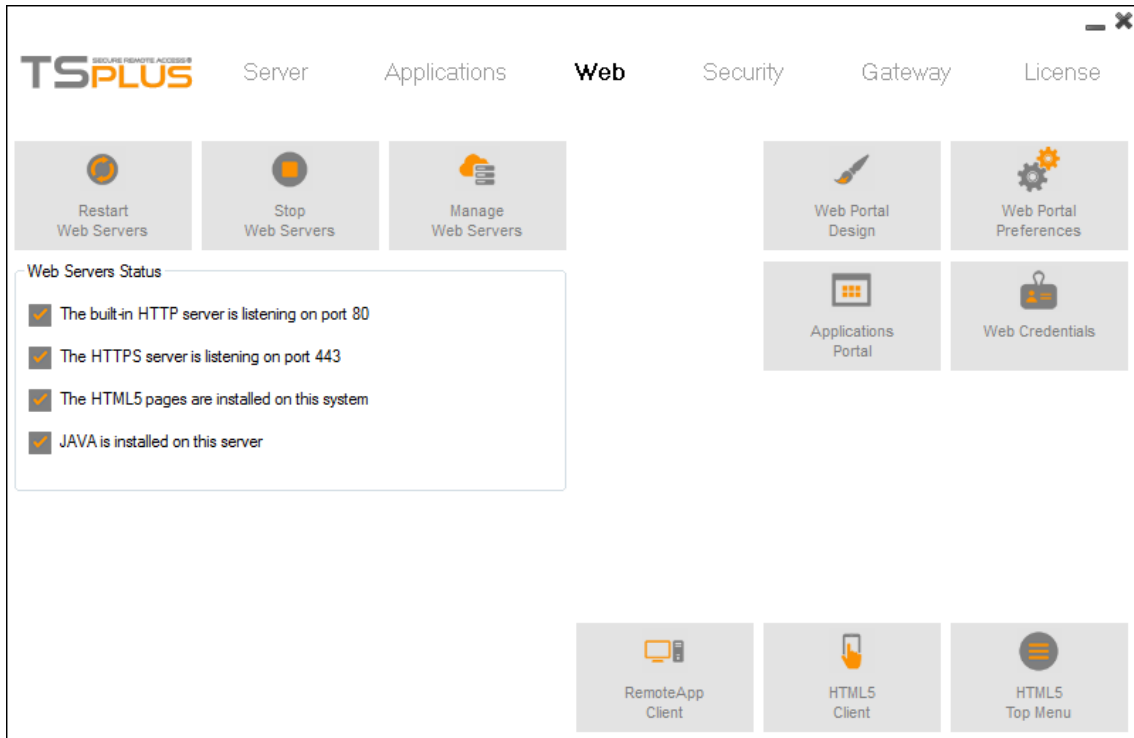 TSPLUS SECURE REMOTE ACCESS®
Server
Applications
Web
Security
Gateway
License
Restart
Web Servers
Stop
Web Servers
Manage
Web Servers
Web Portal
Design
Web Portal
Preferences
Web Servers Status
The built-in HTTP server is listening on port 80
The HTTPS server is listening on port 443
The HTML5 pages are installed on this system
JAVA is installed on this server
Applications
Portal
Web Credentials
RemoteApp
Client
HTML5
Client
HTML5
Top Menu